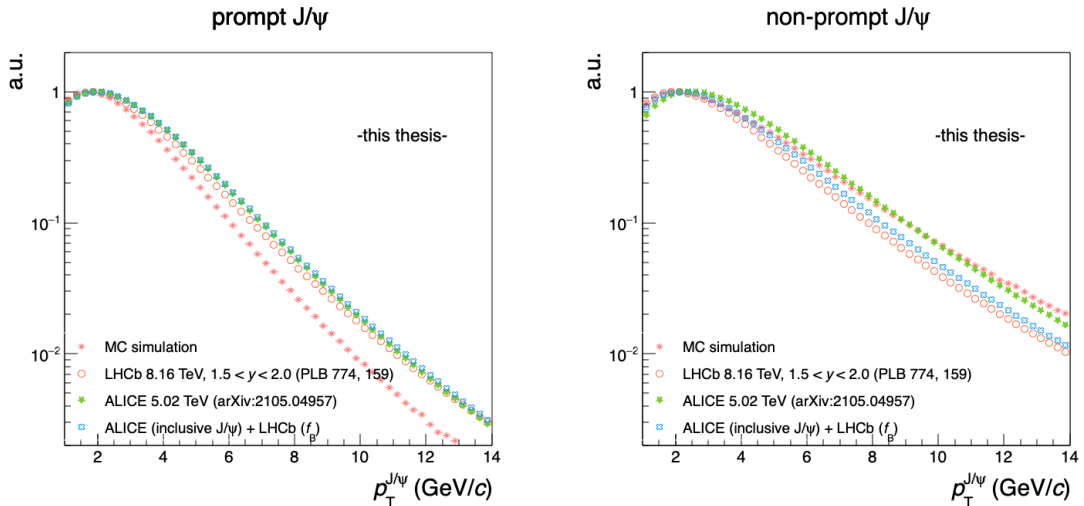 prompt J/ψ
a.u.
1
10⁻¹
10⁻²
-this thesis-
MC simulation
LHCb 8.16 TeV, 1.5 < y < 2.0 (PLB 774, 159)
ALICE 5.02 TeV (arXiv:2105.04957)
ALICE (inclusive J/ψ) + LHCb (f_B)
2 4 6 8 10 12 14
p_T^{J/ψ} (GeV/c)
non-prompt J/ψ
a.u.
1
10⁻¹
10⁻²
-this thesis-
MC simulation
LHCb 8.16 TeV, 1.5 < y < 2.0 (PLB 774, 159)
ALICE 5.02 TeV (arXiv:2105.04957)
ALICE (inclusive J/ψ) + LHCb (f_B)
2 4 6 8 10 12 14
p_T^{J/ψ} (GeV/c)